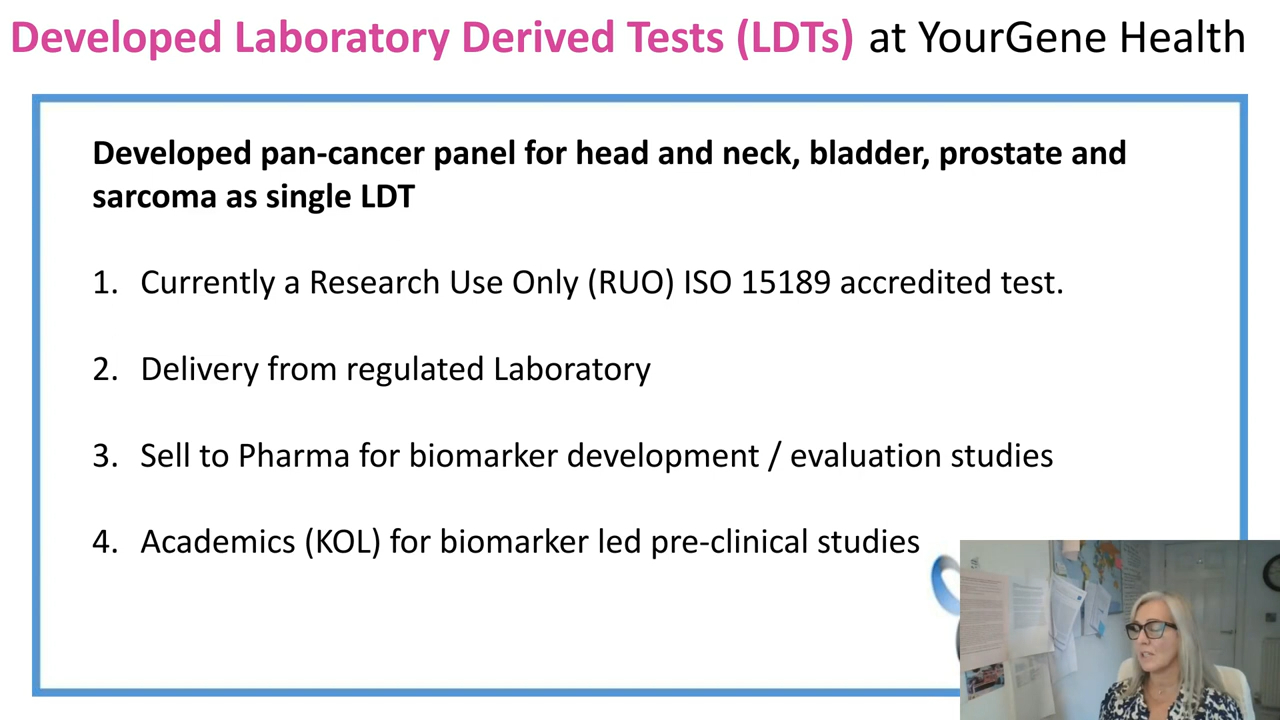 Developed Laboratory Derived Tests (LDTs) at YourGene Health
Developed pan-cancer panel for head and neck, bladder, prostate and
sarcoma as single LDT
1. Currently a Research Use Only (RUO) ISO 15189 accredited test.
2. Delivery from regulated Laboratory
3. Sell to Pharma for biomarker development / evaluation studies
4. Academics (KOL) for biomarker led pre-clinical studies